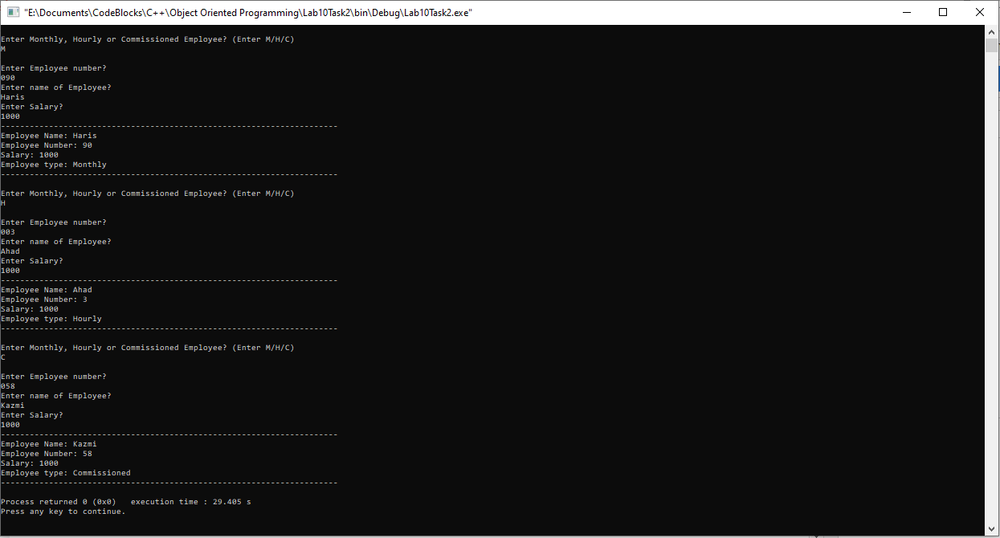 "E:\Documents\CodeBlocks\C++\Object Oriented Programming\Lab10Task2\bin\Debug\Lab10Task2.exe"
Enter Monthly, Hourly or Commissioned Employee? (Enter M/H/C)
M
Enter Employee number?
090
Enter name of Employee?
Haris
Enter Salary?
1000
----------------------------------------------------------------------
Employee Name: Haris
Employee Number: 90
Salary: 1000
Employee type: Monthly
----------------------------------------------------------------------
Enter Monthly, Hourly or Commissioned Employee? (Enter M/H/C)
H
Enter Employee number?
003
Enter name of Employee?
Ahad
Enter Salary?
1000
----------------------------------------------------------------------
Employee Name: Ahad
Employee Number: 3
Salary: 1000
Employee type: Hourly
----------------------------------------------------------------------
Enter Monthly, Hourly or Commissioned Employee? (Enter M/H/C)
C
Enter Employee number?
058
Enter name of Employee?
Kazmi
Enter Salary?
1000
----------------------------------------------------------------------
Employee Name: Kazmi
Employee Number: 58
Salary: 1000
Employee type: Commissioned
----------------------------------------------------------------------
Process returned 0 (0x0)   execution time : 29.405 s
Press any key to continue.